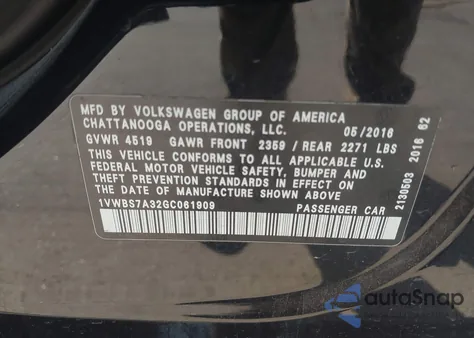 MFD BY VOLKSWAGEN GROUP OF AMERICA
CHATTANOOGA OPERATIONS, LLC. 05/2016
GVWR 4519 GAWR FRONT 2359 / REAR 2271 LBS
THIS VEHICLE CONFORMS TO ALL APPLICABLE U.S.
FEDERAL MOTOR VEHICLE SAFETY, BUMPER AND
THEFT PREVENTION STANDARDS IN EFFECT ON
THE DATE OF MANUFACTURE SHOWN ABOVE.
1VWBS7A32GC061909 PASSENGER CAR
2130503 2016 62
autoSnap